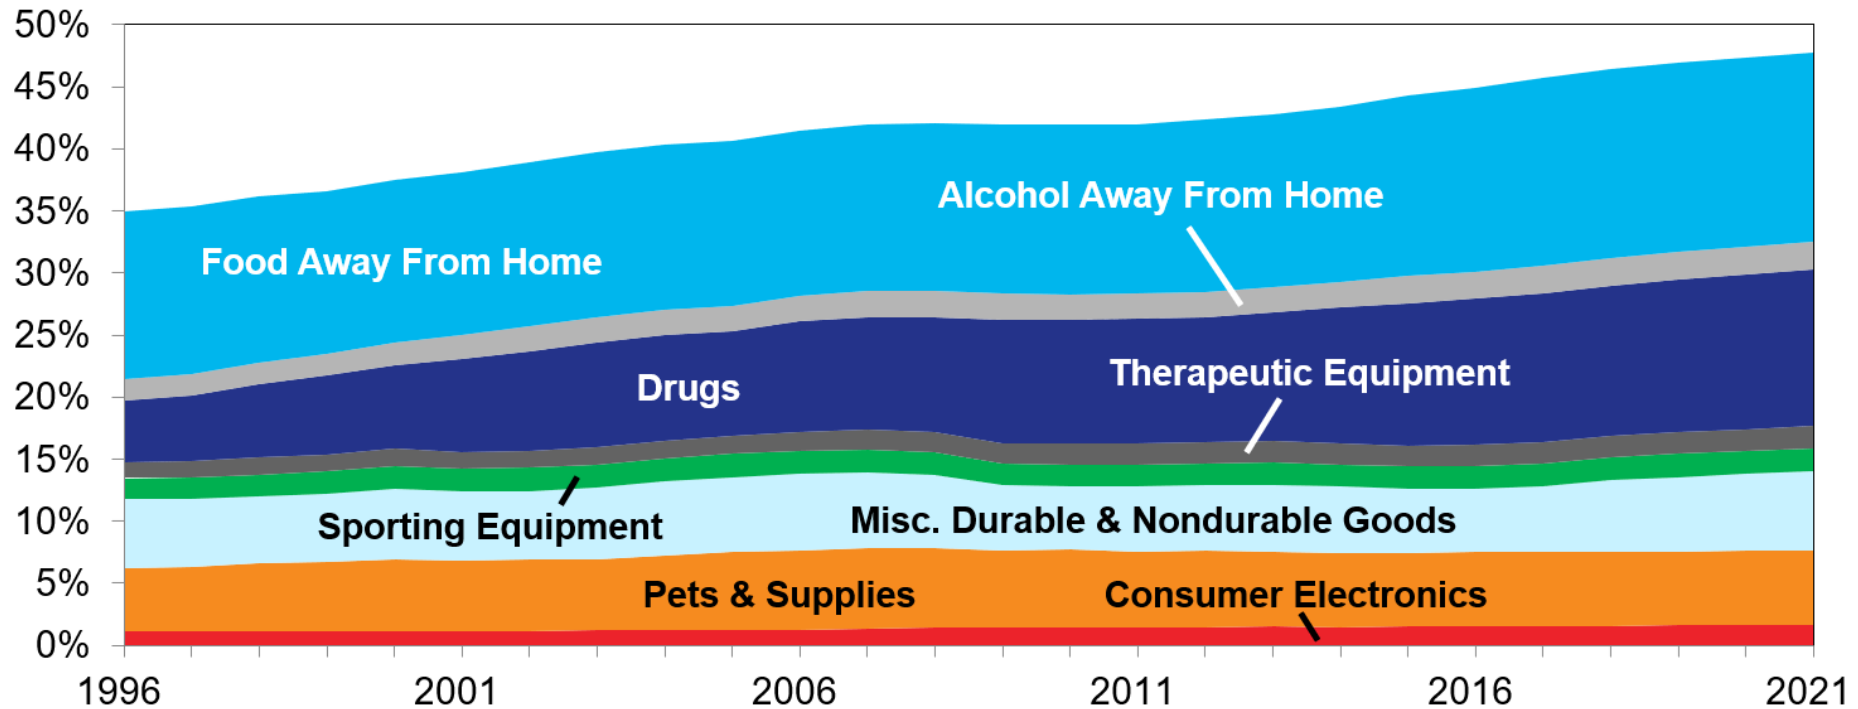 50%
45%
40%
35%
30%
25%
20%
15%
10%
5%
0%
Alcohol Away From Home
Food Away From Home
Therapeutic Equipment
Drugs
Sporting Equipment
Misc. Durable & Nondurable Goods
Pets & Supplies
Consumer Electronics
1996
2001
2006
2011
2016
2021